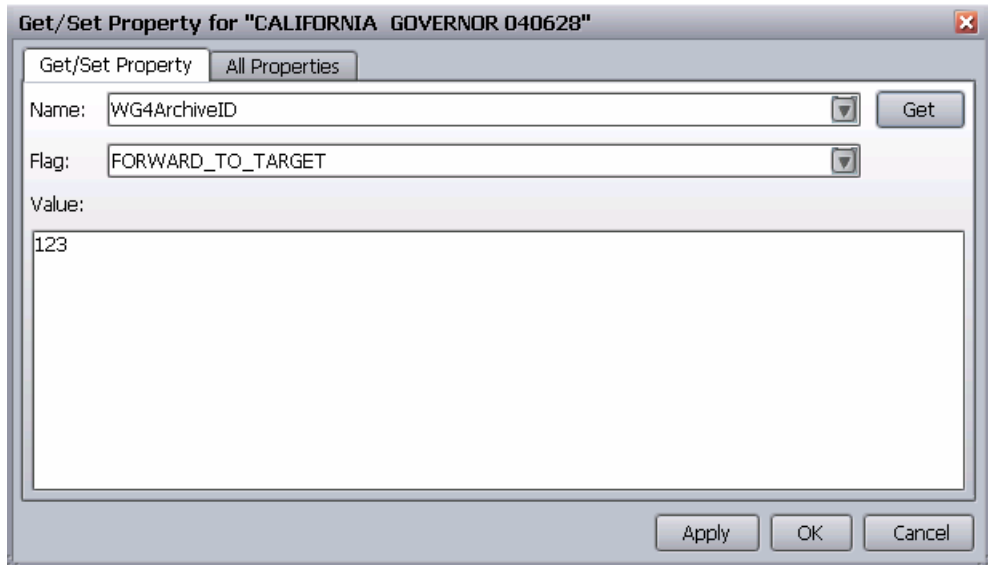 Get/Set Property for "CALIFORNIA  GOVERNOR 040628"
Get/Set Property All Properties
Name: WG4ArchiveID Get
Flag: FORWARD_TO_TARGET
Value:
123
Apply OK Cancel